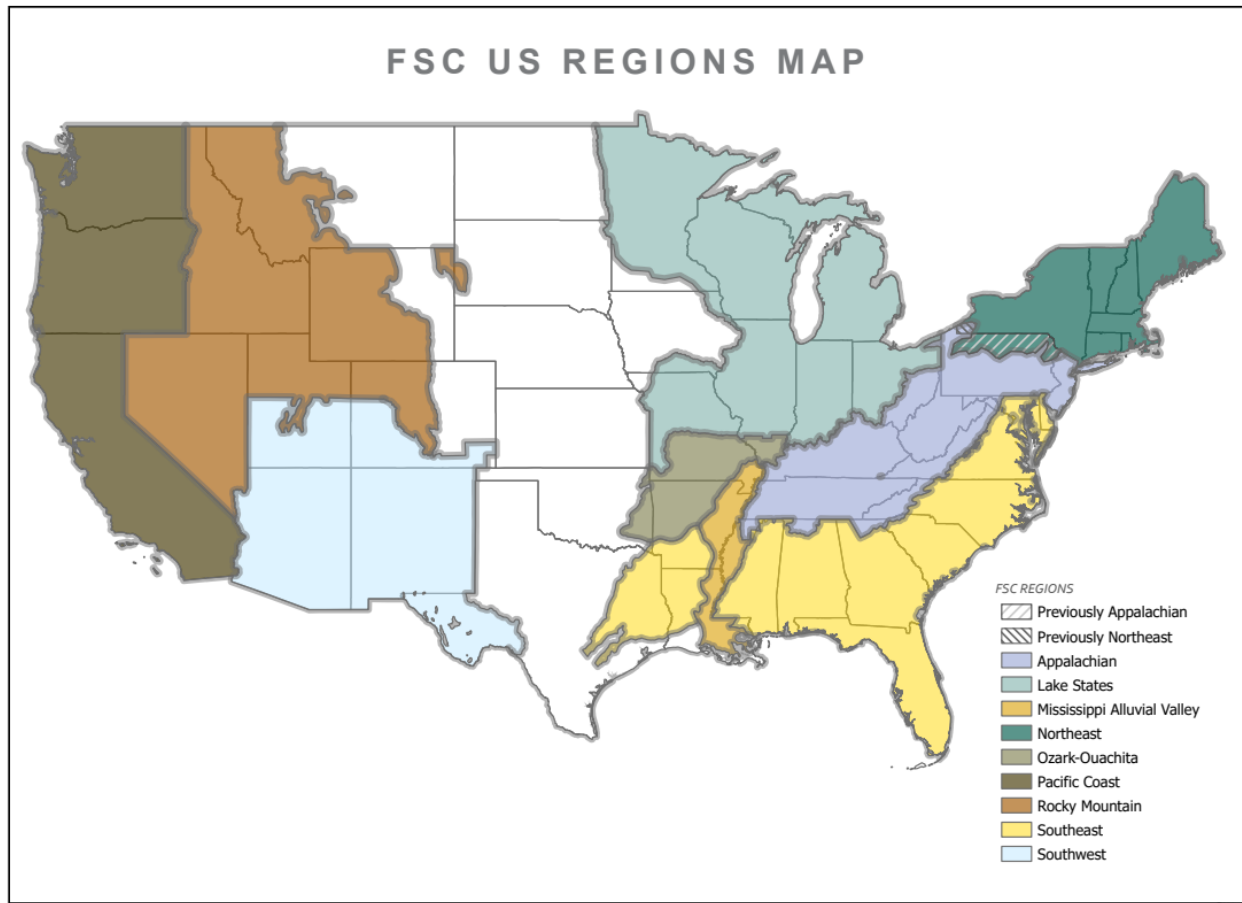 FSC US REGIONS MAP
FSC REGIONS
Previously Appalachian
Previously Northeast
Appalachian
Lake States
Mississippi Alluvial Valley
Northeast
Ozark-Ouachita
Pacific Coast
Rocky Mountain
Southeast
Southwest